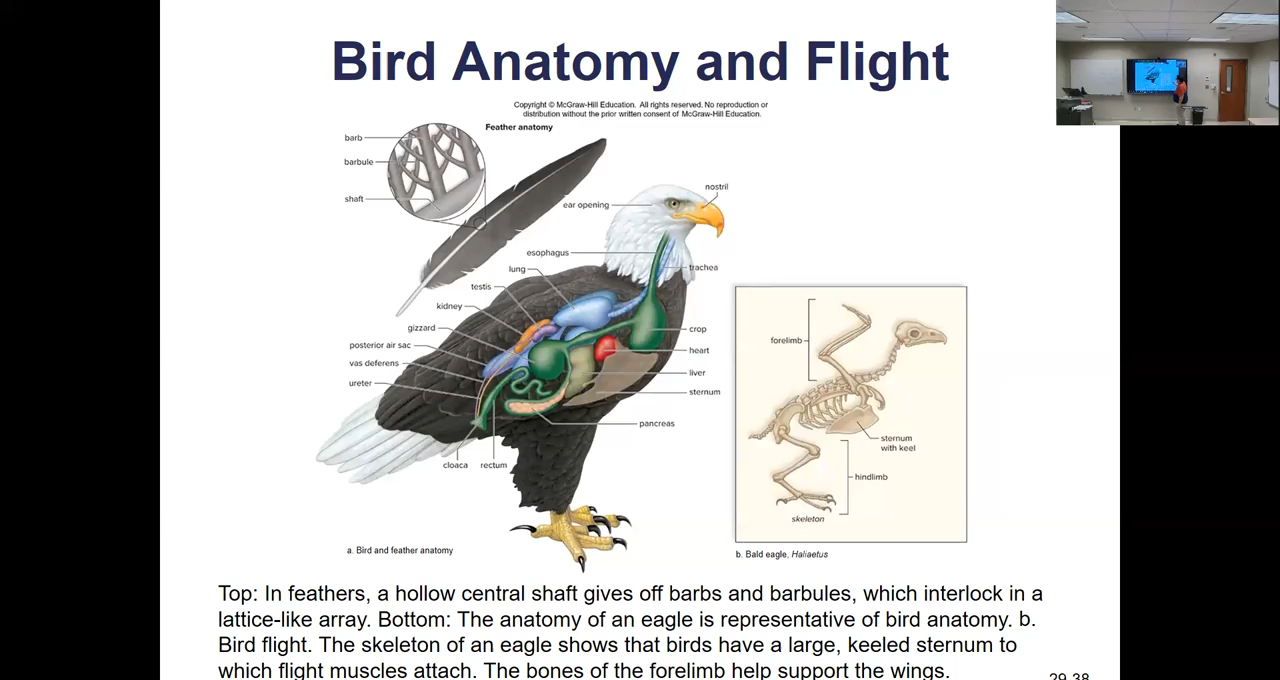 Bird Anatomy and Flight
Copyright © McGraw-Hill Education. All rights reserved. No reproduction or
distribution without the prior written consent of McGraw-Hill Education.
Feather anatomy
barb
barbule
shaft
nostril
ear opening
esophagus
lung
trachea
testis
kidney
gizzard
crop
posterior air sac
heart
vas deferens
liver
ureter
sternum
pancreas
cloaca
rectum
a. Bird and feather anatomy
forelimb
sternum
with keel
hindlimb
skeleton
b. Bald eagle, Haliaetus
Top: In feathers, a hollow central shaft gives off barbs and barbules, which interlock in a
lattice-like array. Bottom: The anatomy of an eagle is representative of bird anatomy. b.
Bird flight. The skeleton of an eagle shows that birds have a large, keeled sternum to
which flight muscles attach. The bones of the forelimb help support the wings.
29.38